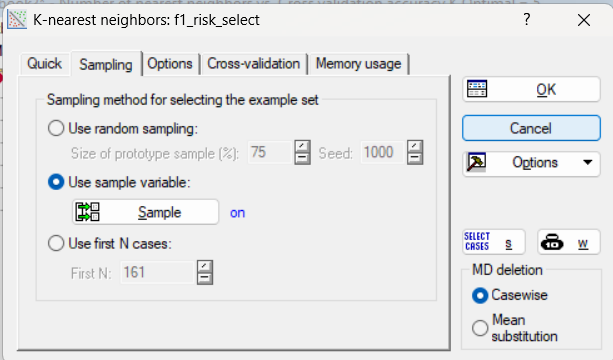 K-nearest neighbors: f1_risk_select
Quick
Sampling
Options
Cross-validation
Memory usage
Sampling method for selecting the example set
Use random sampling:
Size of prototype sample (%): 75 Seed: 1000
Use sample variable:
Sample on
Use first N cases:
First N: 161
OK
Cancel
Options
SELECT CASES S
w
MD deletion
Casewise
Mean
substitution